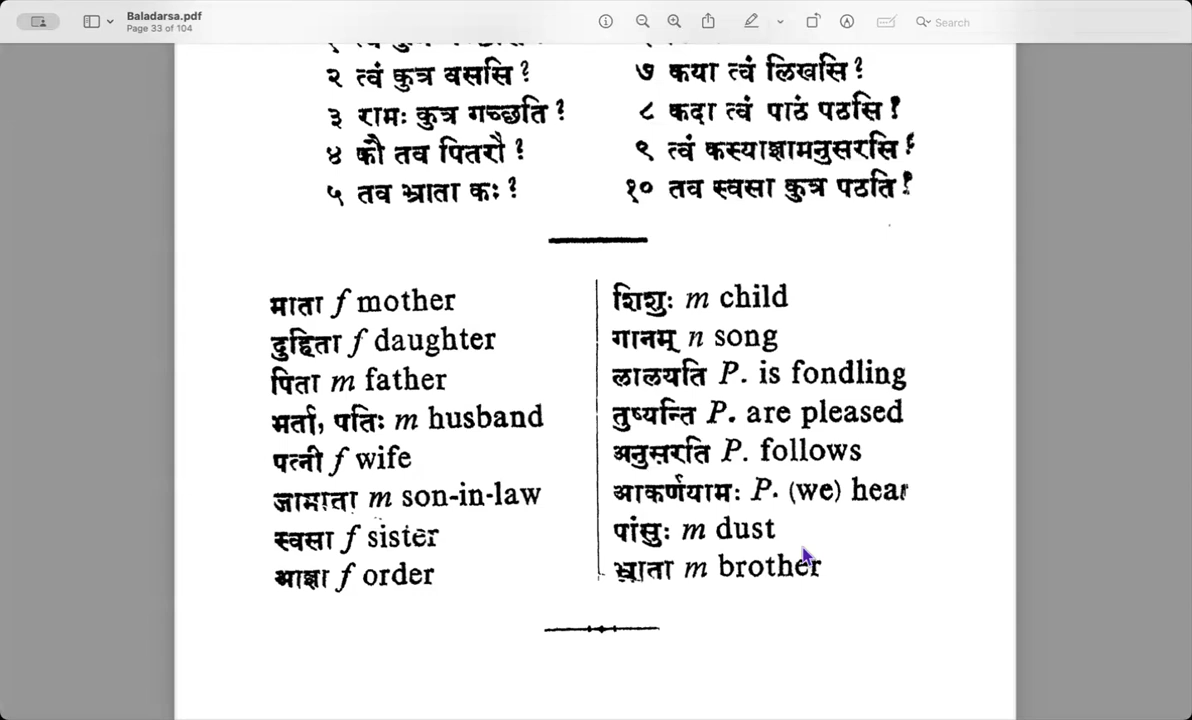 Baladarsa.pdf
Page 33 of 104
Search
२ त्वं कुत्र वससि ?
३ रामः कुत्र गच्छति ?
४ कौ तव पितरौ ?
५ तव भ्राता कः ?
७ कया त्वं लिखसि ?
८ कदा त्वं पाठं पठसि ?
९ त्वं कस्याज्ञामनुसरसि ?
१० तव स्वसा कुत्र पठति ?
माता f mother
दुहिता f daughter
पिता m father
भर्ता, पतिः m husband
पत्नी f wife
जामाता m son-in-law
स्वसा f sister
आज्ञा f order
शिशुः m child
गानम् n song
लालयति P. is fondling
तुष्यन्ति P. are pleased
अनुसरति P. follows
आकर्णयामः P. (we) hear
पांसुः m dust
भ्राता m brother